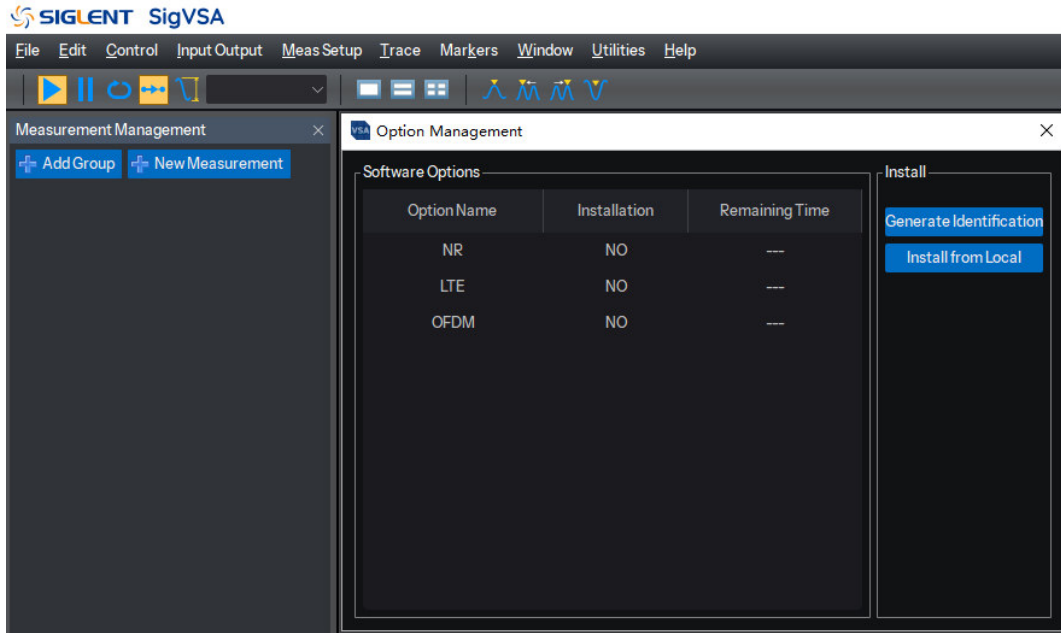 SIGLENT SigVSA
File Edit Control Input Output Meas Setup Trace Markers Window Utilities Help
Measurement Management
Add Group New Measurement
VSA Option Management
Software Options
Option Name Installation Remaining Time
NR NO ---
LTE NO ---
OFDM NO ---
Install
Generate Identification
Install from Local